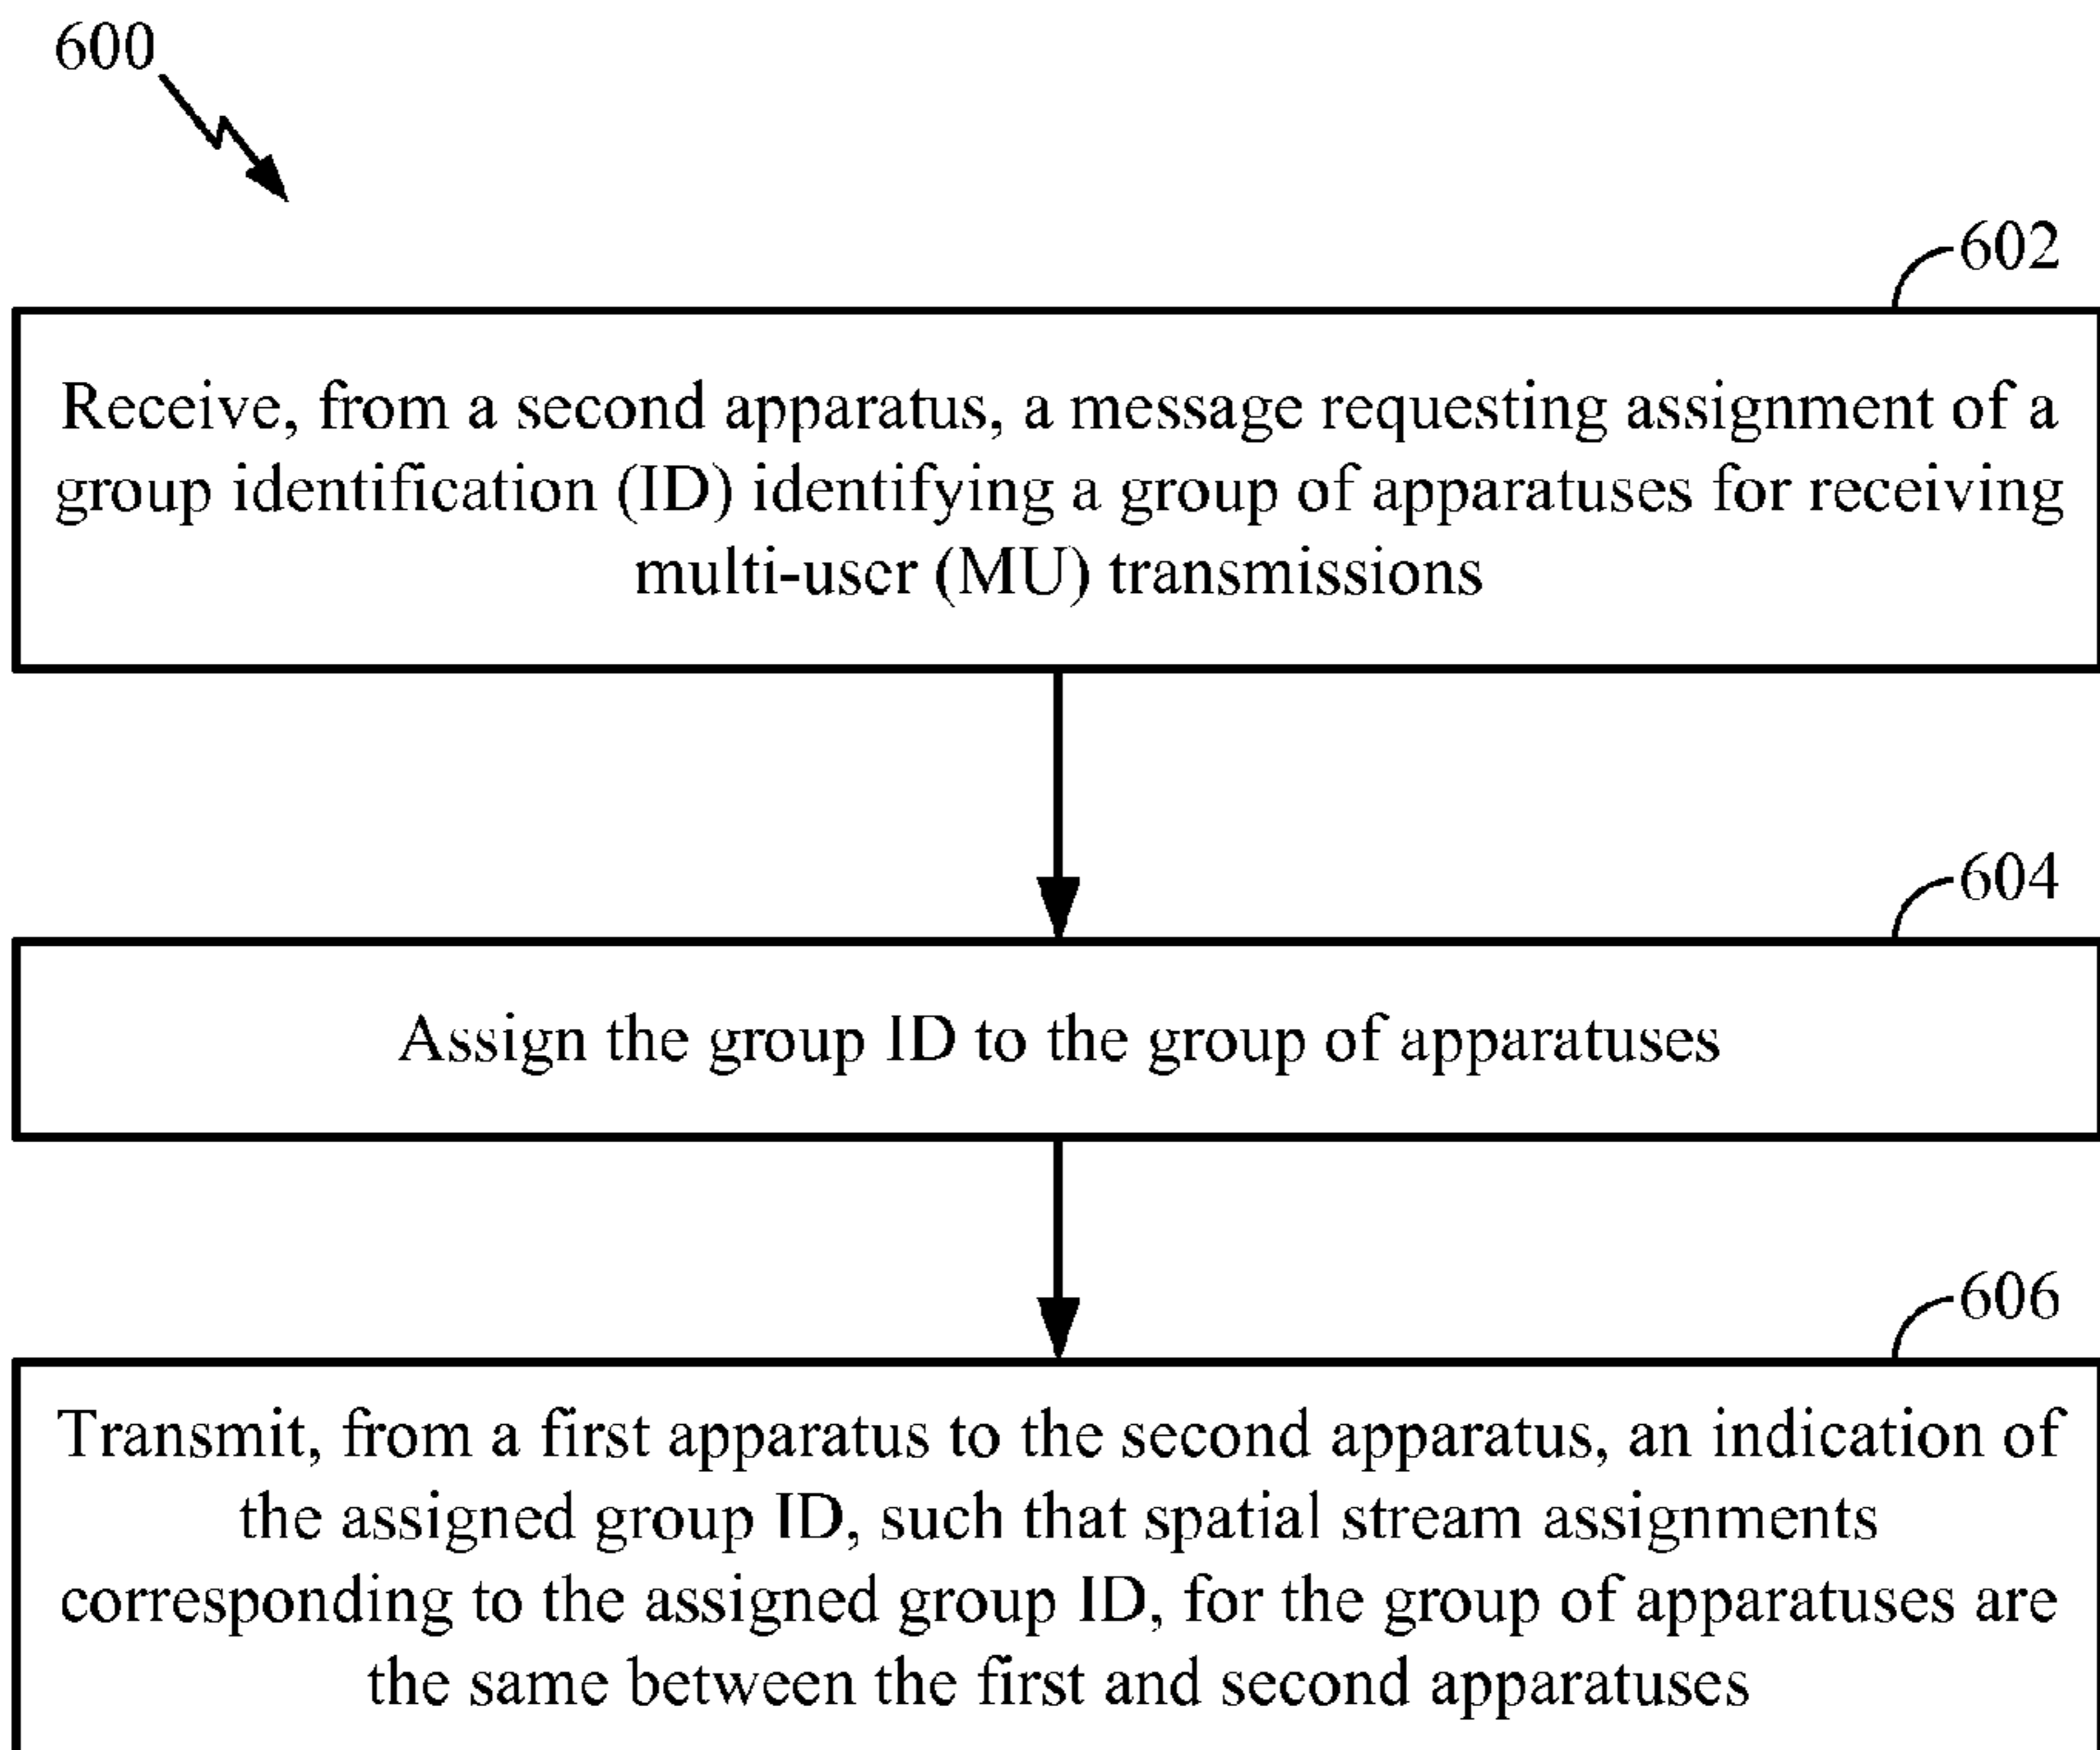 600
602
Receive, from a second apparatus, a message requesting assignment of a
group identification (ID) identifying a group of apparatuses for receiving
multi-user (MU) transmissions
604
Assign the group ID to the group of apparatuses
606
Transmit, from a first apparatus to the second apparatus, an indication of
the assigned group ID, such that spatial stream assignments
corresponding to the assigned group ID, for the group of apparatuses are
the same between the first and second apparatuses